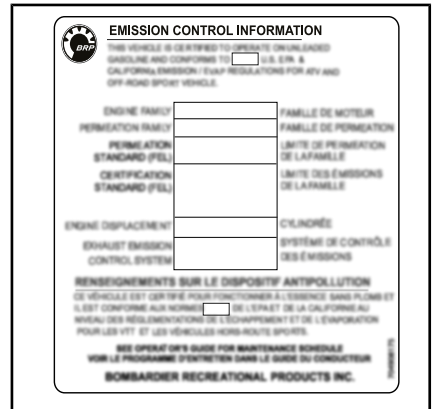 BRP
EMISSION CONTROL INFORMATION
THIS VEHICLE IS CERTIFIED TO OPERATE ON UNLEADED
GASOLINE AND CONFORMS TO U.S. EPA &
CALIFORNIA EMISSION / EVAP REGULATIONS FOR ATV AND
OFF-ROAD SPORT VEHICLE.
ENGINE FAMILY FAMILLE DE MOTEUR
PERMEATION FAMILY FAMILLE DE PERMEATION
PERMEATION LIMITE DE PERMEATION
STANDARD (FEL) DE LA FAMILLE
CERTIFICATION LIMITE DES ÉMISSIONS
STANDARD (FEL) DE LA FAMILLE
ENGINE DISPLACEMENT CYLINDRÉE
EXHAUST EMISSION SYSTÈME DE CONTRÔLE
CONTROL SYSTEM DES ÉMISSIONS
RENSEIGNEMENTS SUR LE DISPOSITIF ANTIPOLLUTION
CE VÉHICULE EST CERTIFIÉ POUR FONCTIONNER À L'ESSENCE SANS PLOMB ET
IL EST CONFORME AUX NORMES DE L'EPA ET DE LA CALIFORNIE AU
NIVEAU DES RÉGLEMENTATIONS DE L'ÉCHAPPEMENT ET DE L'ÉVAPORATION
POUR LES VTT ET LES VÉHICULES HORS-ROUTE SPORTS.
SEE OPERATOR'S GUIDE FOR MAINTENANCE SCHEDULE
VOIR LE PROGRAMME D'ENTRETIEN DANS LE GUIDE DU CONDUCTEUR
BOMBARDIER RECREATIONAL PRODUCTS INC.